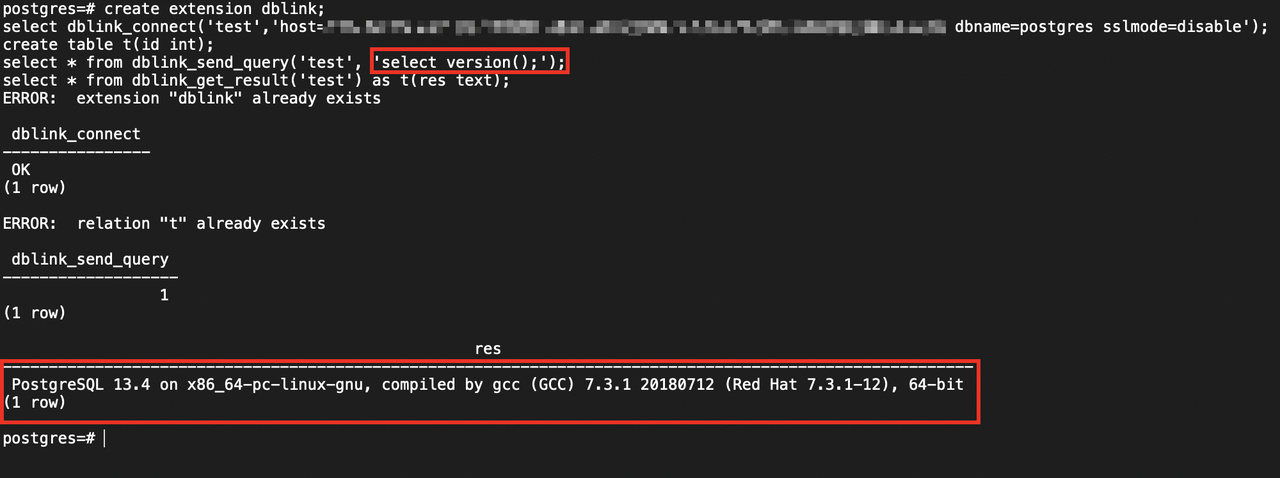 postgres=# create extension dblink;
select dblink_connect('test','host= dbname=postgres sslmode=disable');
create table t(id int);
select * from dblink_send_query('test', 'select version();');
select * from dblink_get_result('test') as t(res text);
ERROR:  extension "dblink" already exists
dblink_connect
----------------
OK
(1 row)
ERROR:  relation "t" already exists
dblink_send_query
-------------------
1
(1 row)
res
---------------------------------------------------------------------------------------------------------
PostgreSQL 13.4 on x86_64-pc-linux-gnu, compiled by gcc (GCC) 7.3.1 20180712 (Red Hat 7.3.1-12), 64-bit
(1 row)
postgres=#